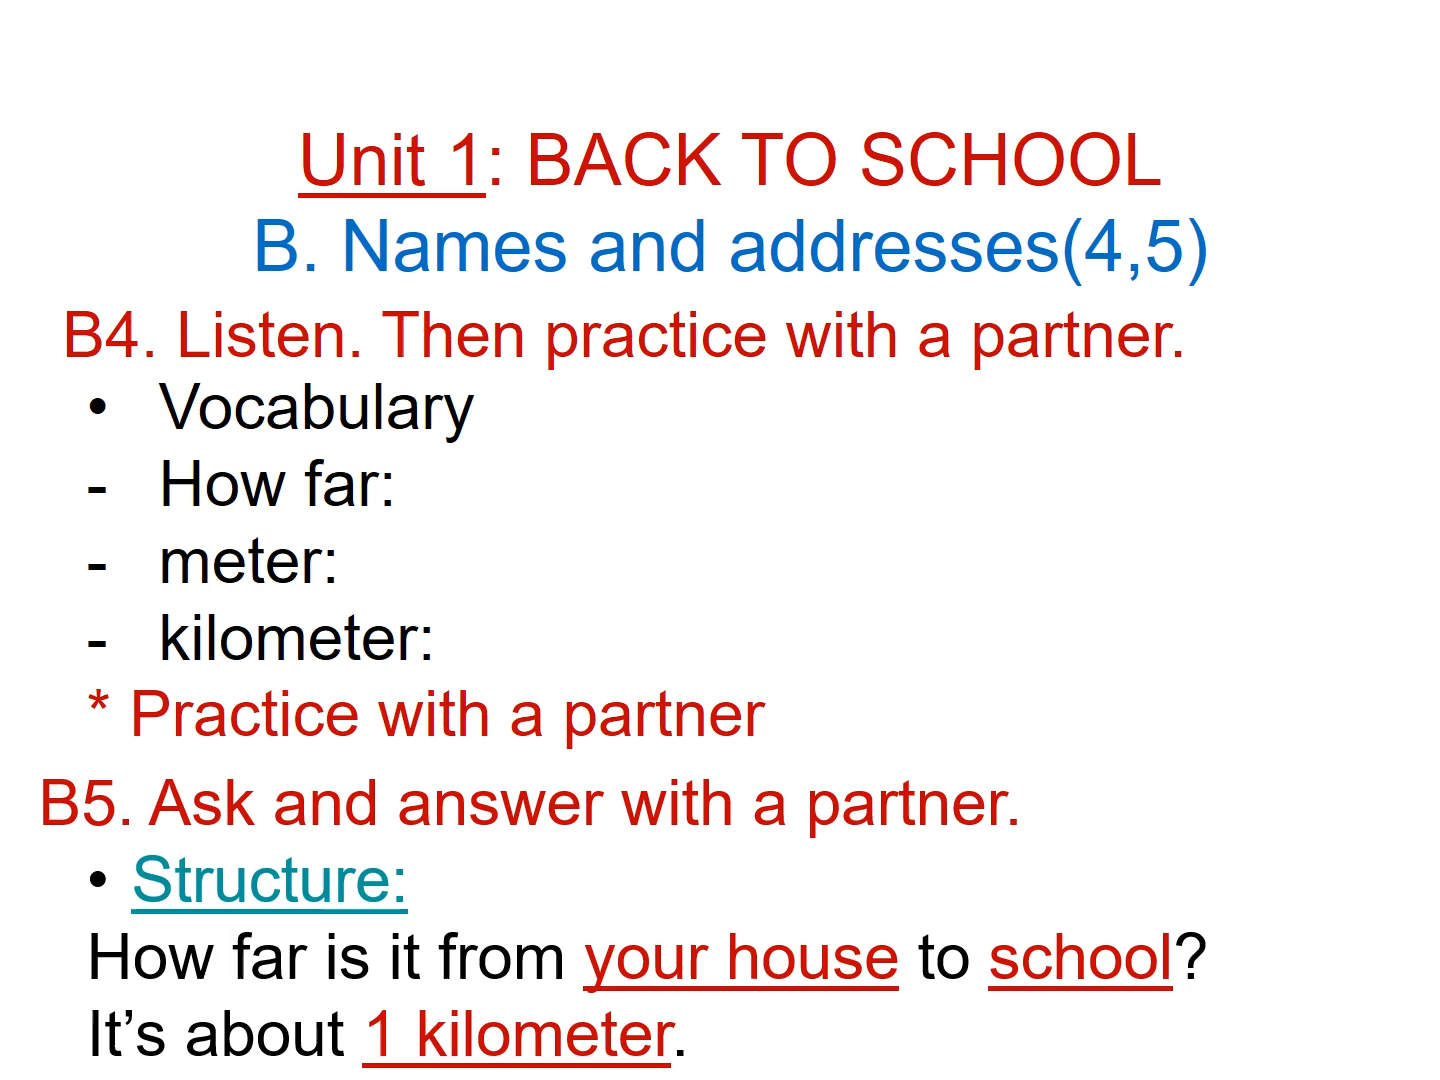 Unit 1: BACK TO SCHOOL
B. Names and addresses(4,5)
B4. Listen. Then practice with a partner.
• Vocabulary
- How far:
- meter:
- kilometer:
* Practice with a partner
B5. Ask and answer with a partner.
• Structure:
How far is it from your house to school?
It’s about 1 kilometer.